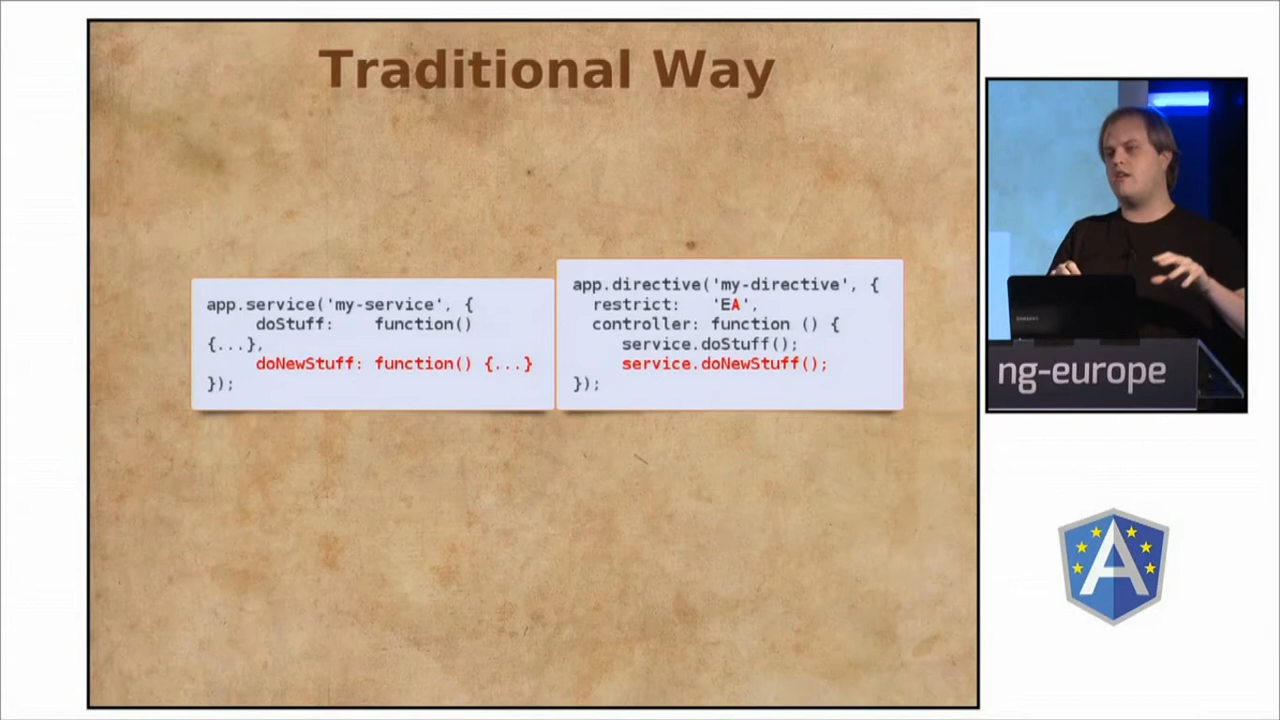 Traditional Way
app.service('my-service', {
doStuff: function()
{...},
doNewStuff: function() {...}
});
app.directive('my-directive', {
restrict: 'EA',
controller: function () {
service.doStuff();
service.doNewStuff();
});
SAMSUNG
ng-europe
A